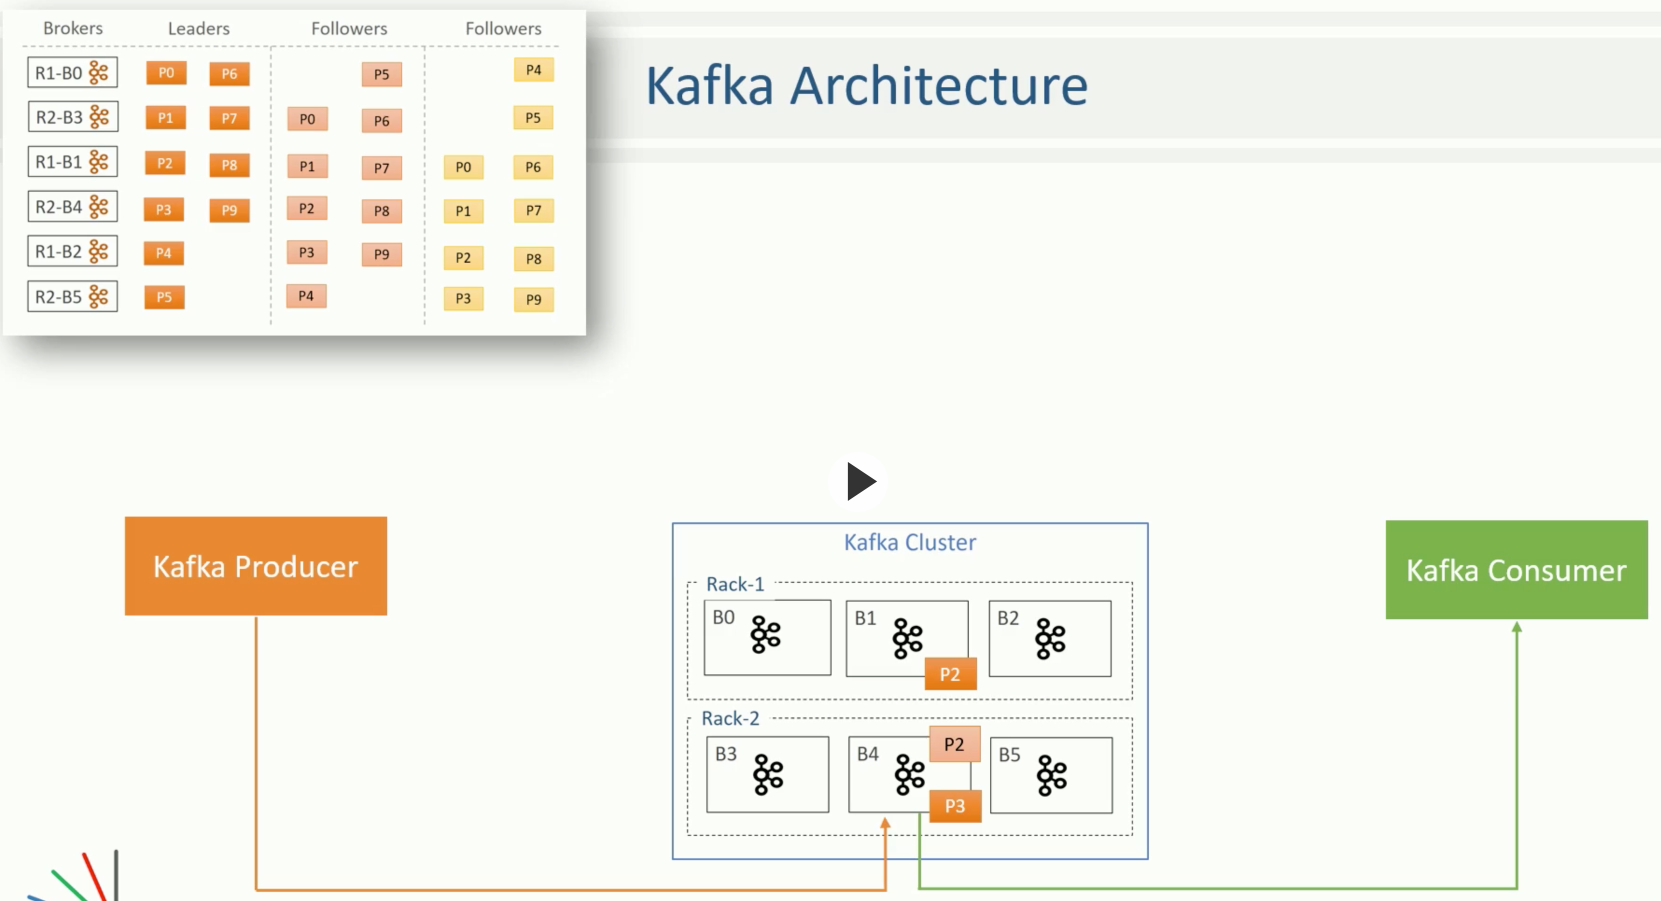 Brokers Leaders Followers Followers
R1-B0 P0 P6 P5 P4
R2-B3 P1 P7 P0 P6 P5
R1-B1 P2 P8 P1 P7 P0 P6
R2-B4 P3 P9 P2 P8 P1 P7
R1-B2 P4 P3 P9 P2 P8
R2-B5 P5 P4 P3 P9
Kafka Architecture
Kafka Producer
Kafka Cluster
Rack-1
B0 B1 B2
P2
Rack-2
B3 B4 P2 B5
P3
Kafka Consumer